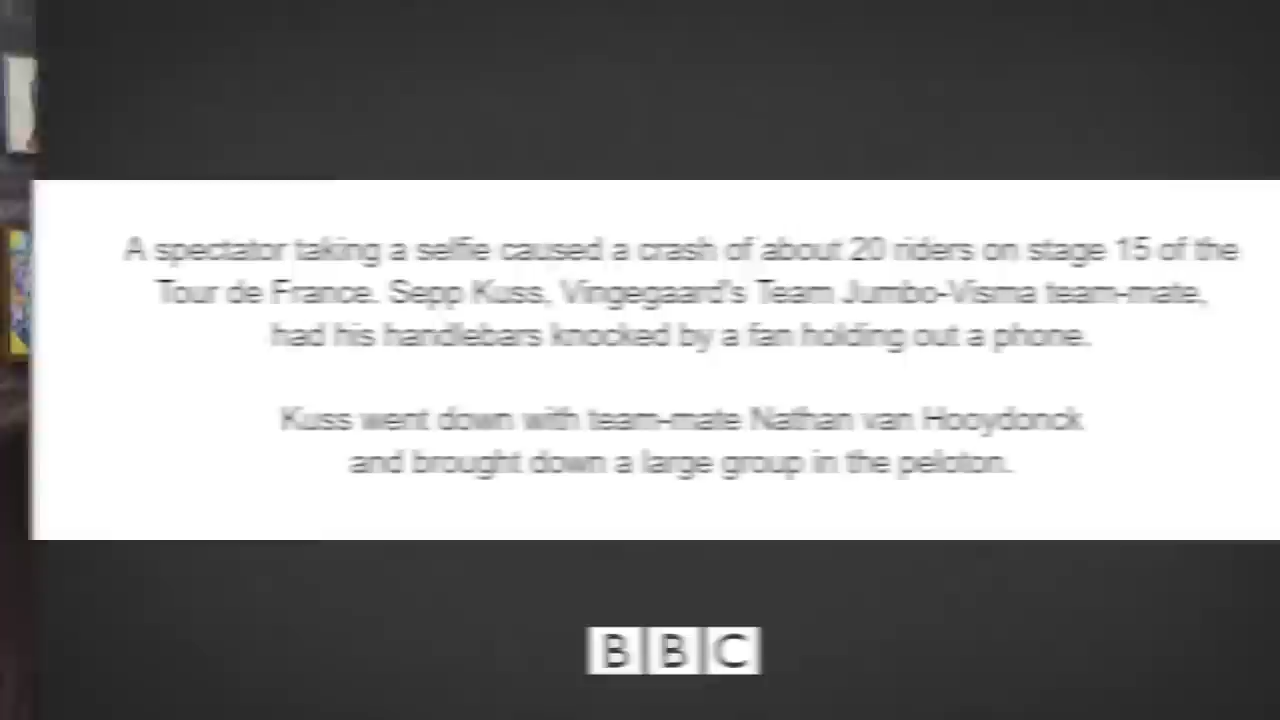 A spectator taking a selfie caused a crash of about 20 riders on stage 15 of the
Tour de France. Sepp Kuss, Vingegaard's Team Jumbo-Visma team-mate,
had his handlebars knocked by a fan holding out a phone.
Kuss went down with team-mate Nathan van Hooydonck
and brought down a large group in the peloton.
BBC